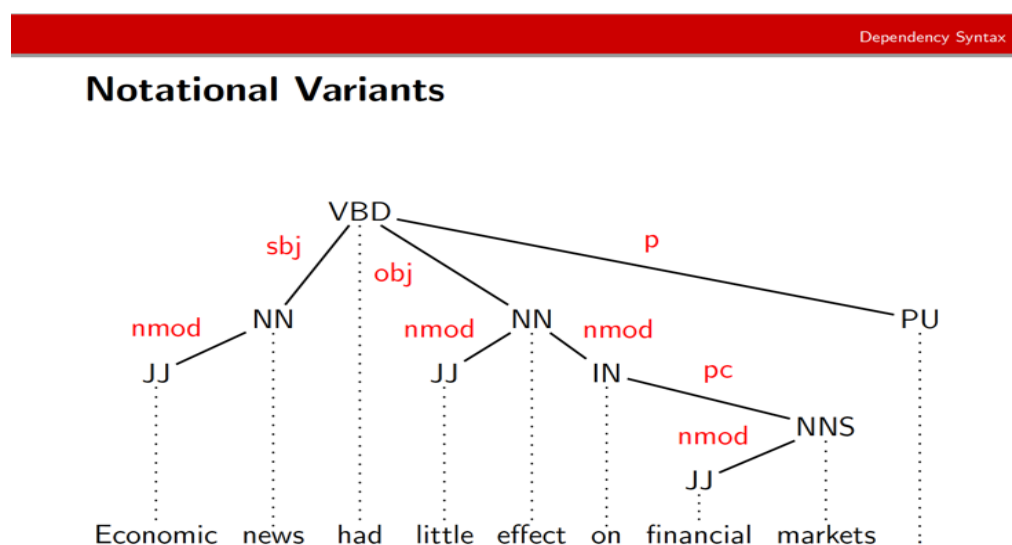 Dependency Syntax
Notational Variants
VBD
sbj
p
obj
nmod NN nmod NN nmod PU
JJ JJ IN pc
nmod NNS
JJ
Economic news had little effect on financial markets .